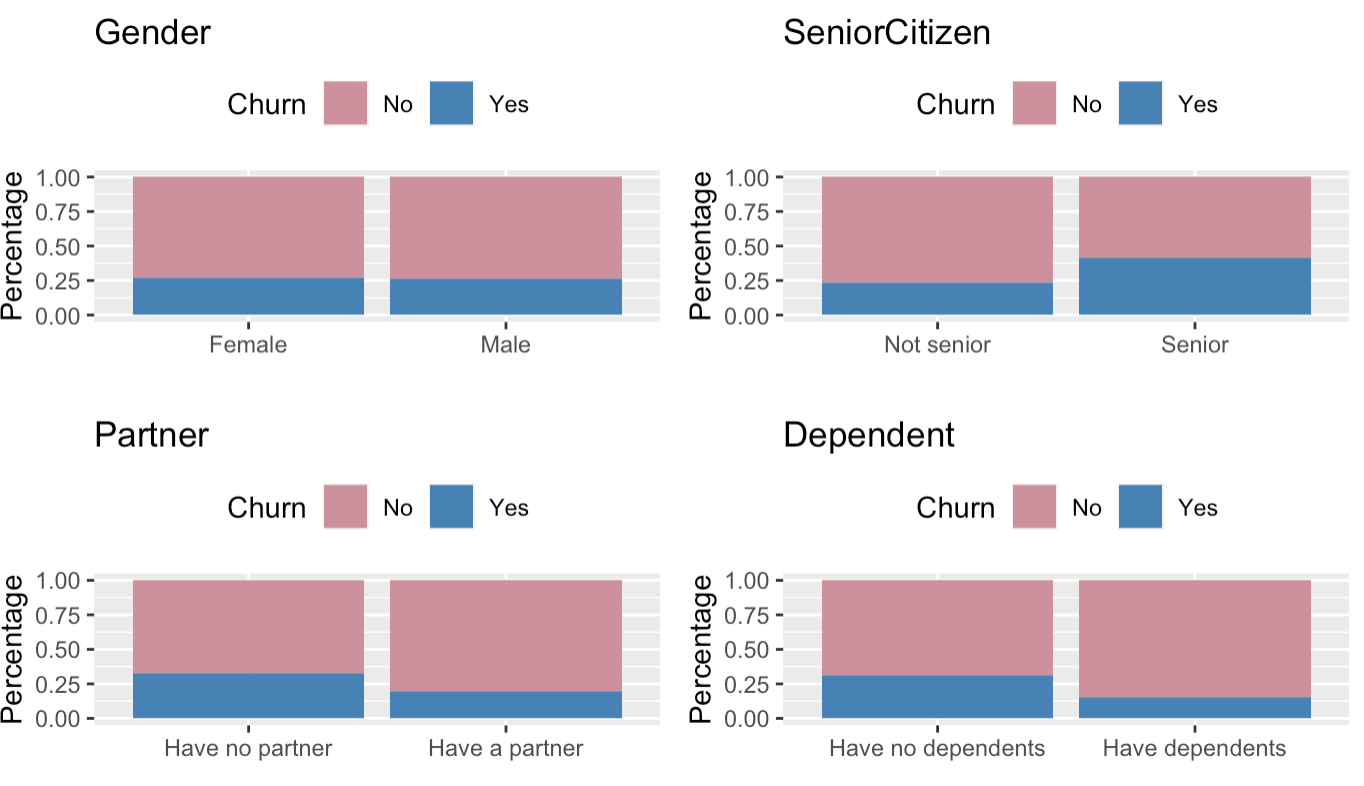 Gender
Churn No Yes
Percentage
1.00
0.75
0.50
0.25
0.00
Female Male
SeniorCitizen
Churn No Yes
Percentage
1.00
0.75
0.50
0.25
0.00
Not senior Senior
Partner
Churn No Yes
Percentage
1.00
0.75
0.50
0.25
0.00
Have no partner Have a partner
Dependent
Churn No Yes
Percentage
1.00
0.75
0.50
0.25
0.00
Have no dependents Have dependents